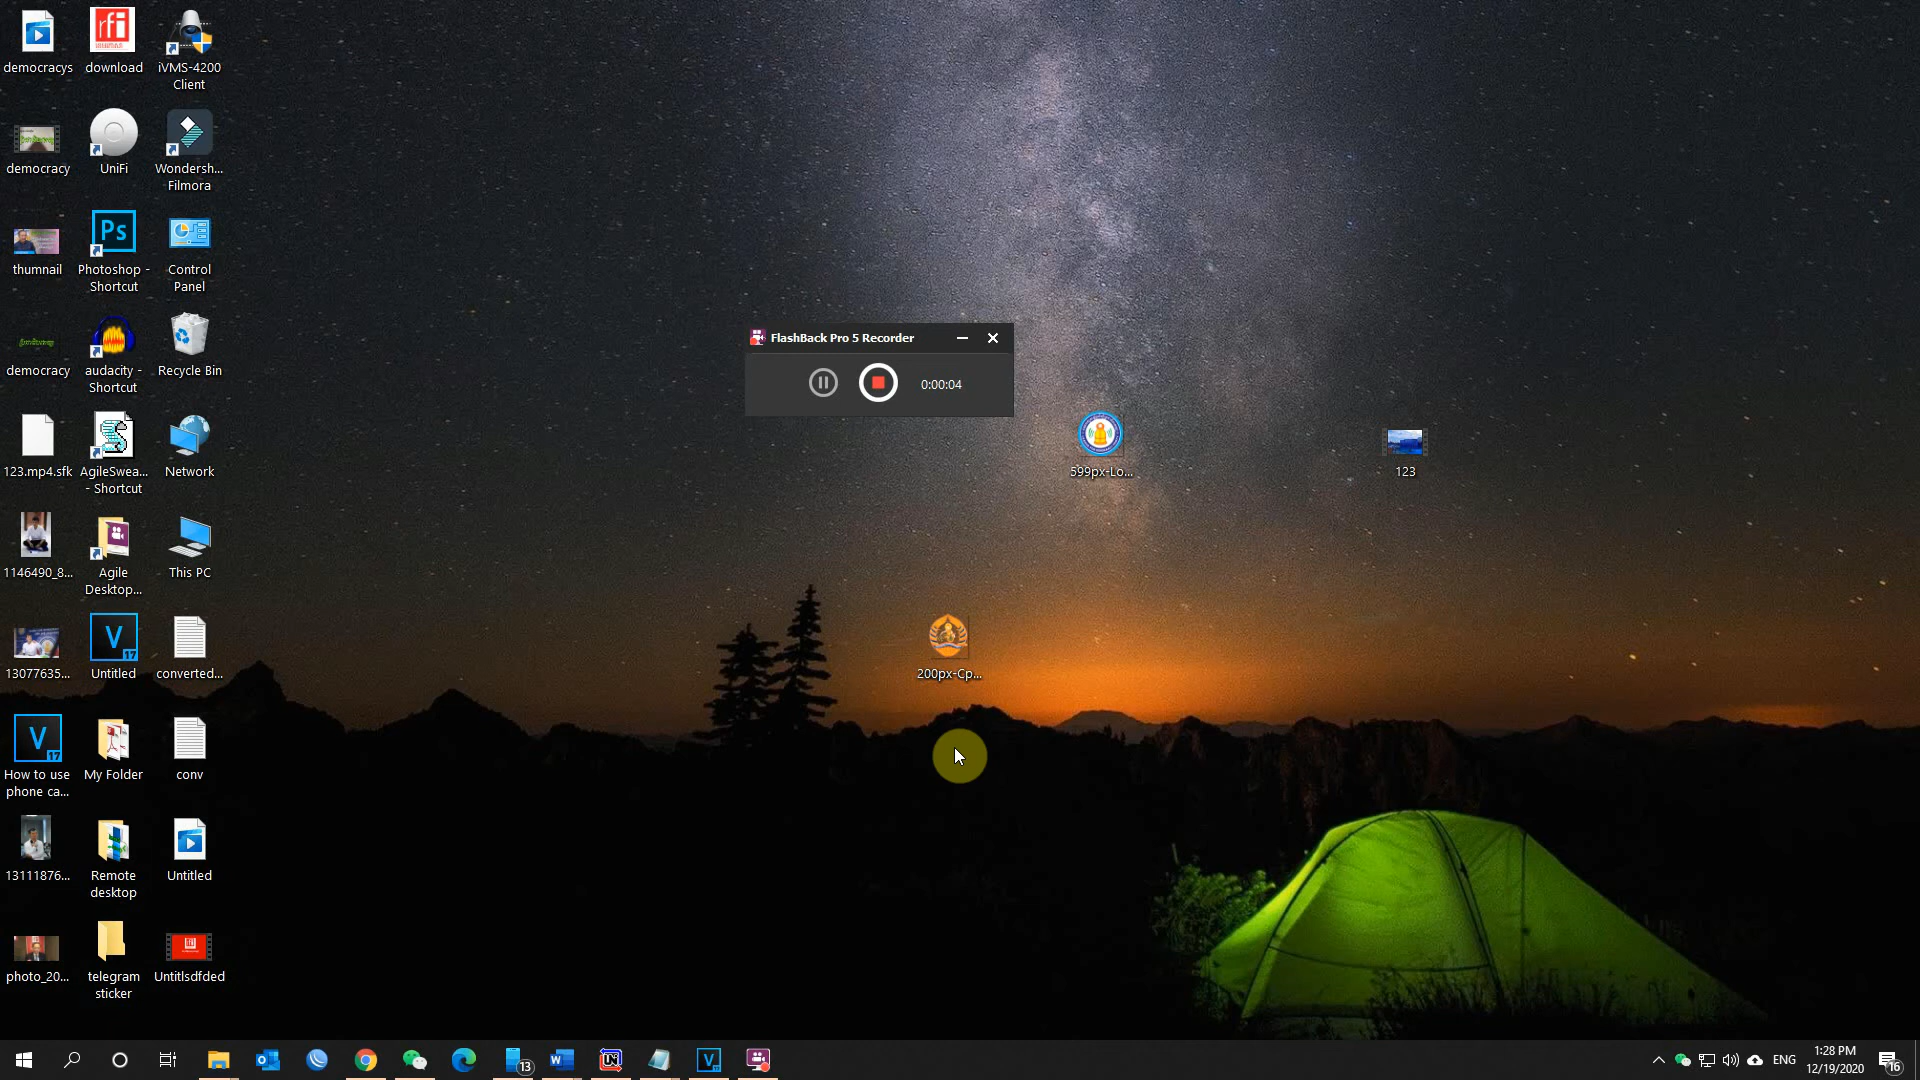 democracys
download
iVMS-4200
Client
democracy
UniFi
Wondersh...
Filmora
thumnail
Photoshop -
Shortcut
Control
Panel
democracy
audacity -
Shortcut
Recycle Bin
123.mp4.sfk
AgileSwea...
- Shortcut
Network
1146490_8...
Agile
Desktop...
This PC
13077635...
Untitled
converted...
How to use
phone ca...
My Folder
conv
13111876...
Remote
desktop
Untitled
photo_20...
telegram
sticker
Untitlsdfded
FlashBack Pro 5 Recorder
0:00:04
599px-Lo...
123
200px-Cp...
13
ENG
1:28 PM
12/19/2020
16